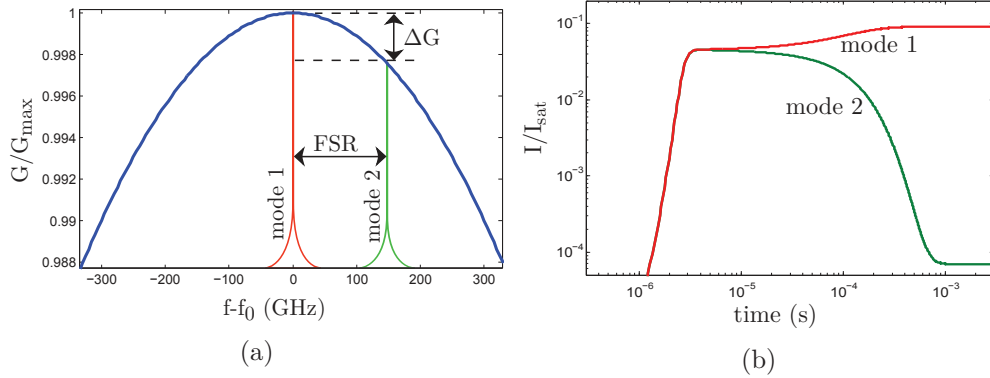 1
0.998
0.996
0.994
0.992
0.99
0.988
G/Gmax
ΔG
FSR
mode 1
mode 2
−300 −200 −100 0 100 200 300
f-f0 (GHz)
(a)
10−1
10−2
10−3
10−4
I/Isat
mode 1
mode 2
10−6 10−5 10−4 10−3
time (s)
(b)